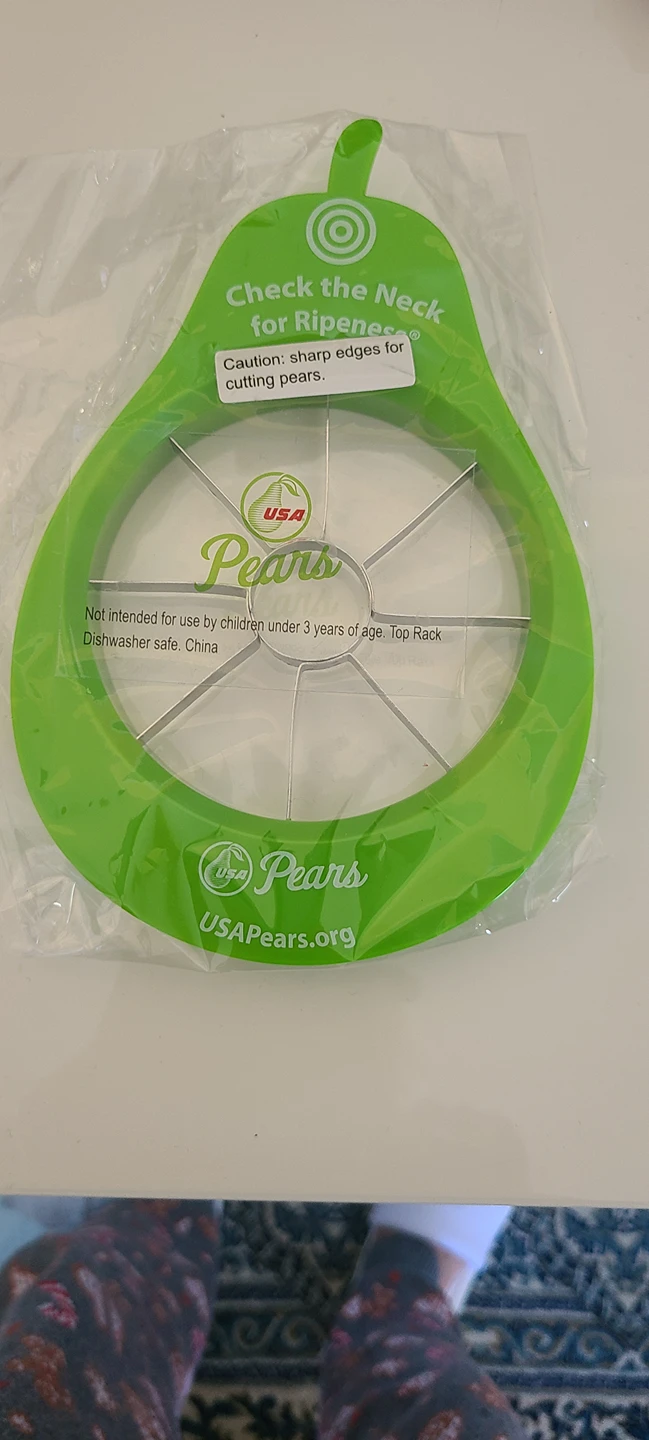 Check the Neck
for Ripeness®
Caution: sharp edges for
cutting pears.
USA
Pears
Not intended for use by children under 3 years of age. Top Rack
Dishwasher safe. China
USA Pears
USAPears.org